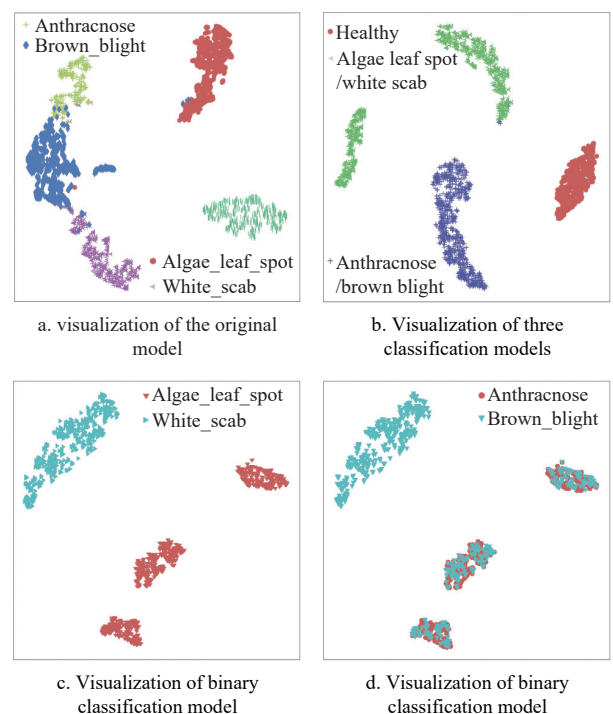 Anthracnose
Brown_blight
Algae_leaf_spot
White_scab
a. visualization of the original
model
Healthy
Algae leaf spot
/white scab
Anthracnose
/brown blight
b. Visualization of three
classification models
Algae_leaf_spot
White_scab
c. Visualization of binary
classification model
Anthracnose
Brown_blight
d. Visualization of binary
classification model